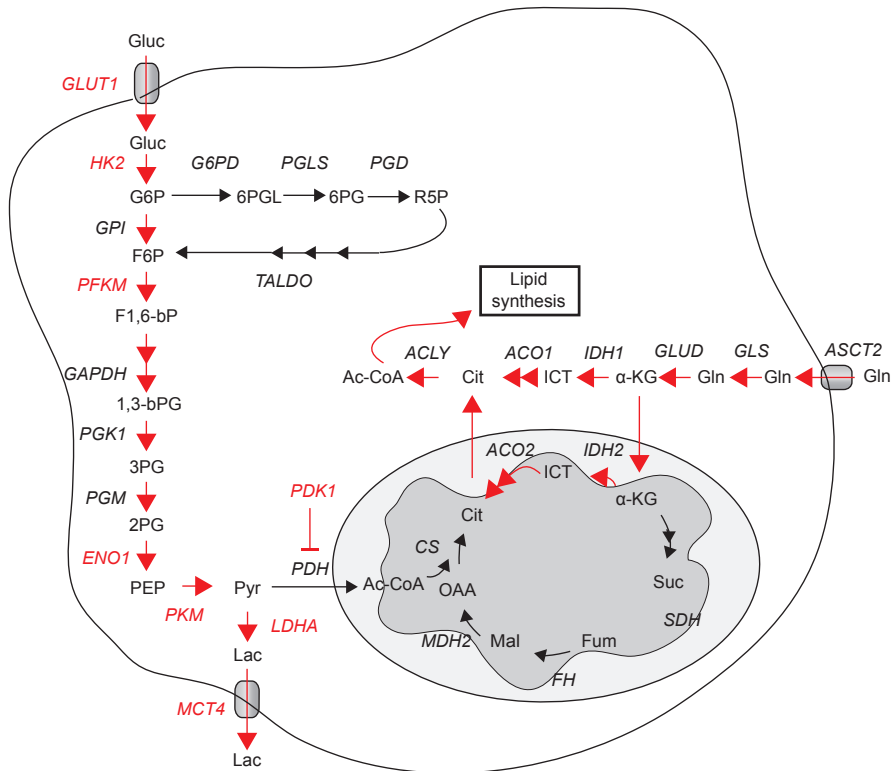 Gluc
GLUT1
Gluc
HK2
G6PD PGLS PGD
G6P 6PGL 6PG R5P
GPI
F6P
TALDO
PFKM
F1,6-bP
Lipid
synthesis
GAPDH
ACLY ACO1 IDH1 GLUD GLS ASCT2
Ac-CoA Cit ICT α-KG Gln Gln Gln
1,3-bPG
PGK1
3PG
ACO2 IDH2
ICT
PGM
PDK1
α-KG
2PG
Cit
ENO1
CS
PDH
PEP Pyr Ac-CoA OAA Suc
PKM LDHA
SDH
MDH2 Mal Fum
Lac
FH
MCT4
Lac